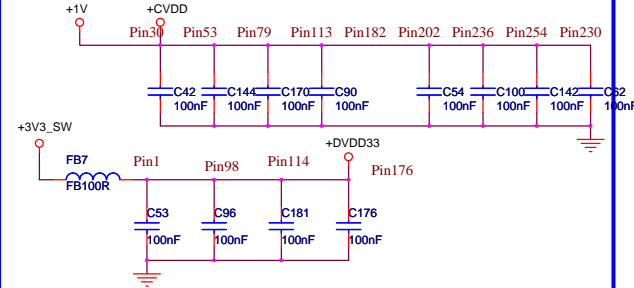 +1V +CVDD
Pin30 Pin53 Pin79 Pin113 Pin182 Pin202 Pin236 Pin254 Pin230
C42 C144 C170 C90 C54 C100 C142 C62
100nF 100nF 100nF 100nF 100nF 100nF 100nF 100nF
+3V3_SW +DVDD33
FB7 Pin1 Pin98 Pin114 Pin176
FB100R
C53 C96 C181 C176
100nF 100nF 100nF 100nF